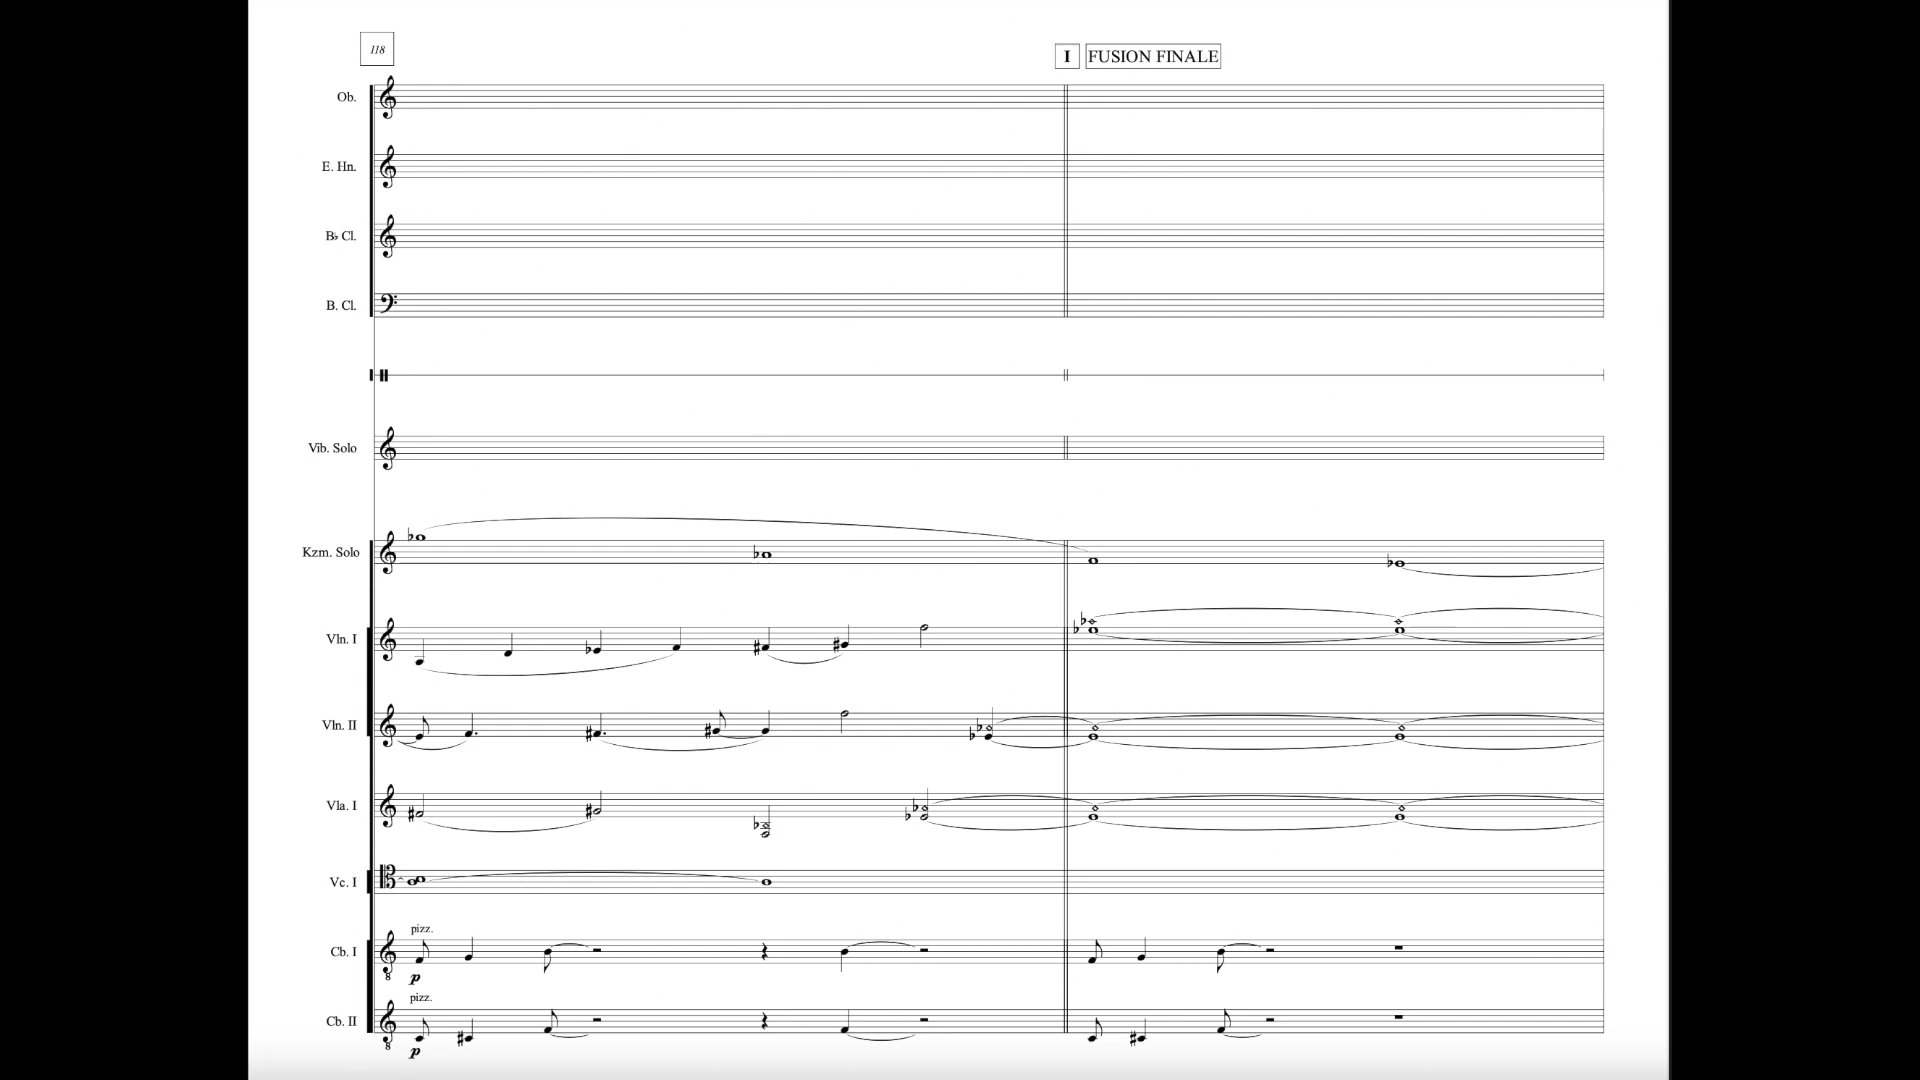 118
I FUSION FINALE
Ob.
E. Hn.
B♭ Cl.
B. Cl.
Vib. Solo
Kzm. Solo
Vln. I
Vln. II
Vla. I
Vc. I
pizz.
Cb. I
p
pizz.
Cb. II
p